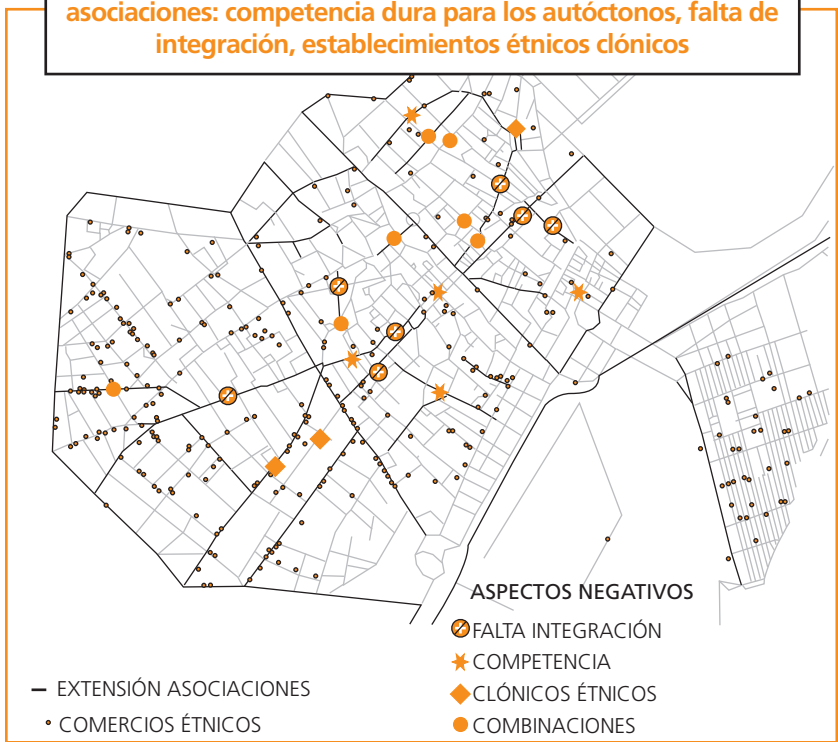 asociaciones: competencia dura para los autóctonos, falta de
integración, establecimientos étnicos clónicos
ASPECTOS NEGATIVOS
FALTA INTEGRACIÓN
COMPETENCIA
CLÓNICOS ÉTNICOS
COMBINACIONES
EXTENSIÓN ASOCIACIONES
COMERCIOS ÉTNICOS